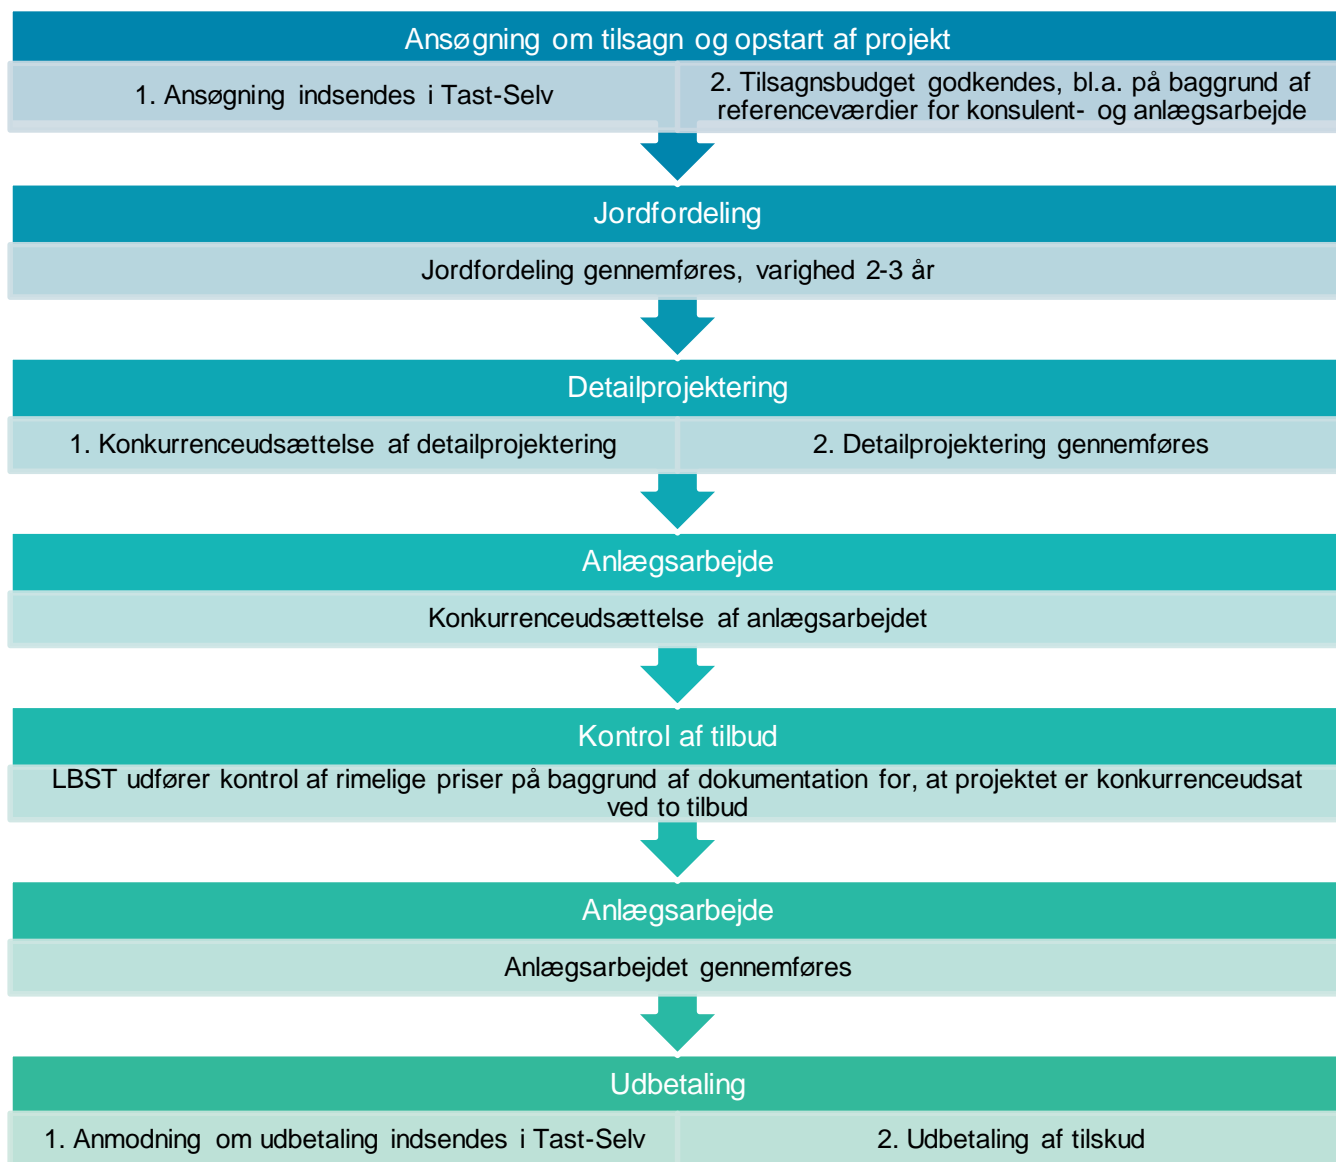 Ansøgning om tilsagn og opstart af projekt
1. Ansøgning indsendes i Tast-Selv
2. Tilsagnsbudget godkendes, bl.a. på baggrund af
referenceværdier for konsulent- og anlægsarbejde
Jordfordeling
Jordfordeling gennemføres, varighed 2-3 år
Detailprojektering
1. Konkurrenceudsættelse af detailprojektering
2. Detailprojektering gennemføres
Anlægsarbejde
Konkurrenceudsættelse af anlægsarbejdet
Kontrol af tilbud
LBST udfører kontrol af rimelige priser på baggrund af dokumentation for, at projektet er konkurrenceudsat
ved to tilbud
Anlægsarbejde
Anlægsarbejdet gennemføres
Udbetaling
1. Anmodning om udbetaling indsendes i Tast-Selv
2. Udbetaling af tilskud